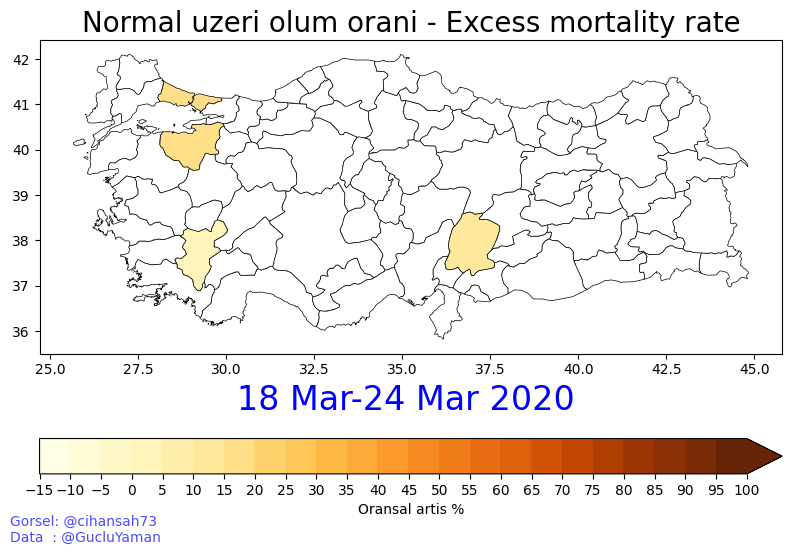 Normal uzeri olum orani - Excess mortality rate
42
41
40
39
38
37
36
25.0 27.5 30.0 32.5 35.0 37.5 40.0 42.5 45.0
18 Mar-24 Mar 2020
−15 −10 −5 0 5 10 15 20 25 30 35 40 45 50 55 60 65 70 75 80 85 90 95 100
Oransal artis %
Gorsel: @cihansah73
Data : @GucluYaman